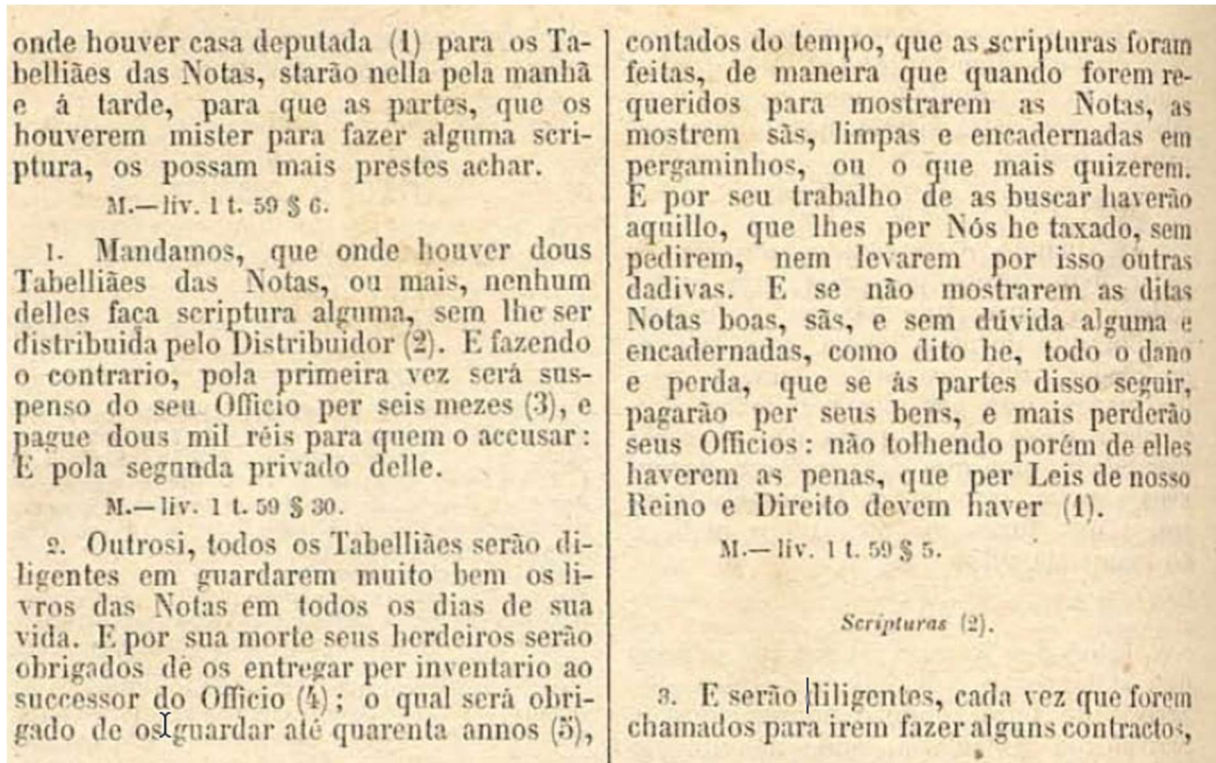 onde houver casa deputada (1) para os Ta-
belliães das Notas, starão nella pela manhã
e á tarde, para que as partes, que os
houverem mister para fazer alguma scri-
ptura, os possam mais prestes achar.
M.—liv. 1 t. 59 § 6.
1. Mandamos, que onde houver dous
Tabelliães das Notas, ou mais, nenhum
delles faça scriptura alguma, sem lhe ser
distribuida pelo Distribuidor (2). E fazendo
o contrario, pola primeira vez será sus-
penso do seu Officio per seis mezes (3), e
pague dous mil réis para quem o accusar:
E pola segunda privado delle.
M.—liv. 1 t. 59 § 30.
2. Outrosi, todos os Tabelliães serão di-
ligentes em guardarem muito bem os li-
vros das Notas em todos os dias de sua
vida. E por sua morte seus herdeiros serão
obrigados de os entregar per inventario ao
successor do Officio (4); o qual será obri-
gado de os guardar até quarenta annos (5),
contados do tempo, que as scripturas foram
feitas, de maneira que quando forem re-
queridos para mostrarem as Notas, as
mostrem sãs, limpas e encadernadas em
pergaminhos, ou o que mais quizerem.
E por seu trabalho de as buscar haverão
aquillo, que lhes per Nós he taxado, sem
pedirem, nem levarem por isso outras
dadivas. E se não mostrarem as ditas
Notas boas, sãs, e sem dúvida alguma e
encadernadas, como dito he, todo o dano
e perda, que se ás partes disso seguir,
pagarão per seus bens, e mais perderão
seus Officios: não tolhendo porém de elles
haverem as penas, que per Leis de nosso
Reino e Direito devem haver (1).
M.—liv. 1 t. 59 § 5.
Scripturas (2).
3. E serão diligentes, cada vez que forem
chamados para irem fazer alguns contractos,